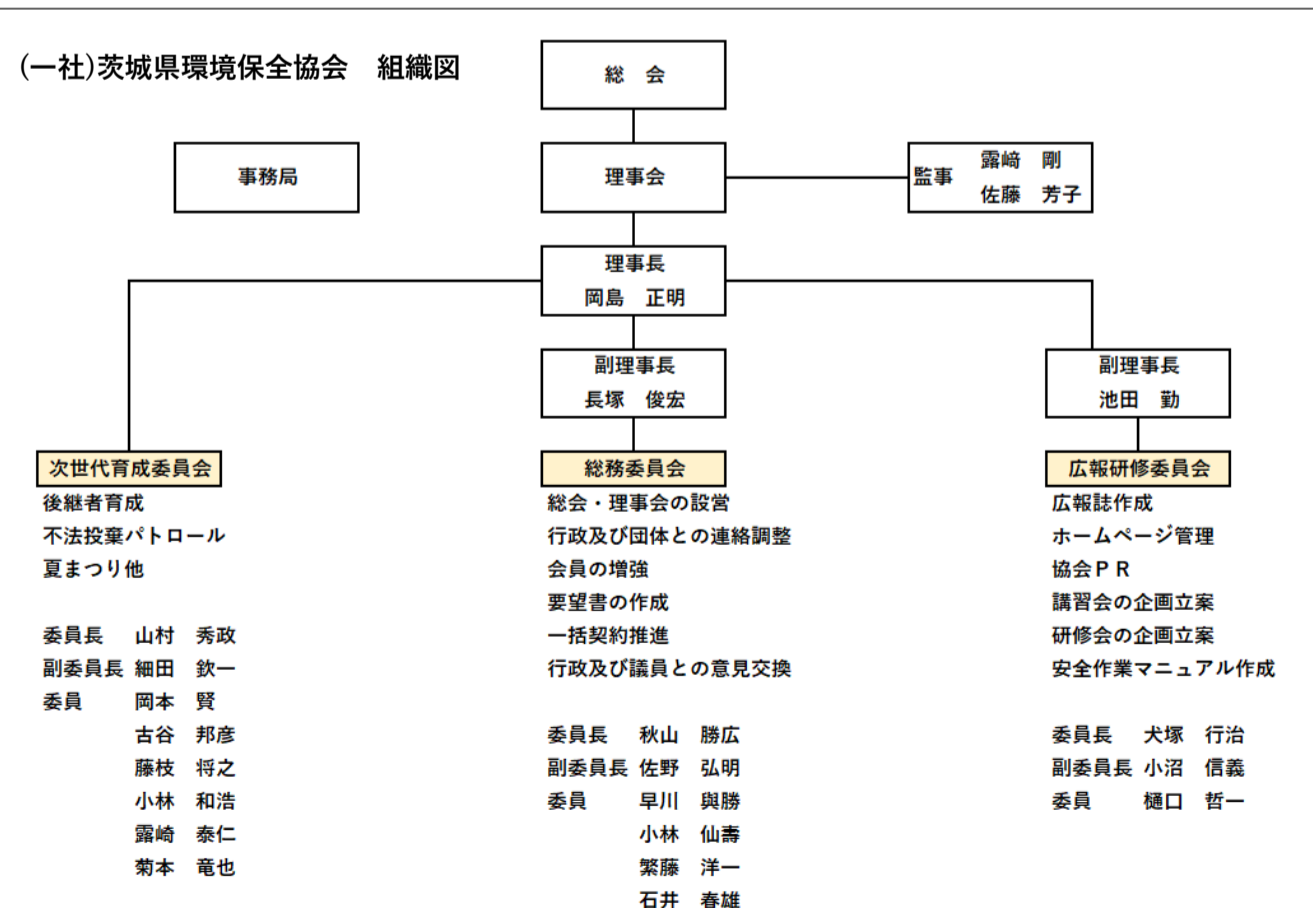 (一社)茨城県環境保全協会　組織図
総　会
事務局
理事会
監事
露﨑　剛
佐藤　芳子
理事長
岡島　正明
副理事長
長塚　俊宏
副理事長
池田　勤
次世代育成委員会
後継者育成
不法投棄パトロール
夏まつり他
委員長　山村　秀政
副委員長　細田　欽一
委員　岡本　賢
古谷　邦彦
藤枝　将之
小林　和浩
露崎　泰仁
菊本　竜也
総務委員会
総会・理事会の設営
行政及び団体との連絡調整
会員の増強
要望書の作成
一括契約推進
行政及び議員との意見交換
委員長　秋山　勝広
副委員長　佐野　弘明
委員　早川　與勝
小林　仙壽
繁藤　洋一
石井　春雄
広報研修委員会
広報誌作成
ホームページ管理
協会ＰＲ
講習会の企画立案
研修会の企画立案
安全作業マニュアル作成
委員長　犬塚　行治
副委員長　小沼　信義
委員　樋口　哲一